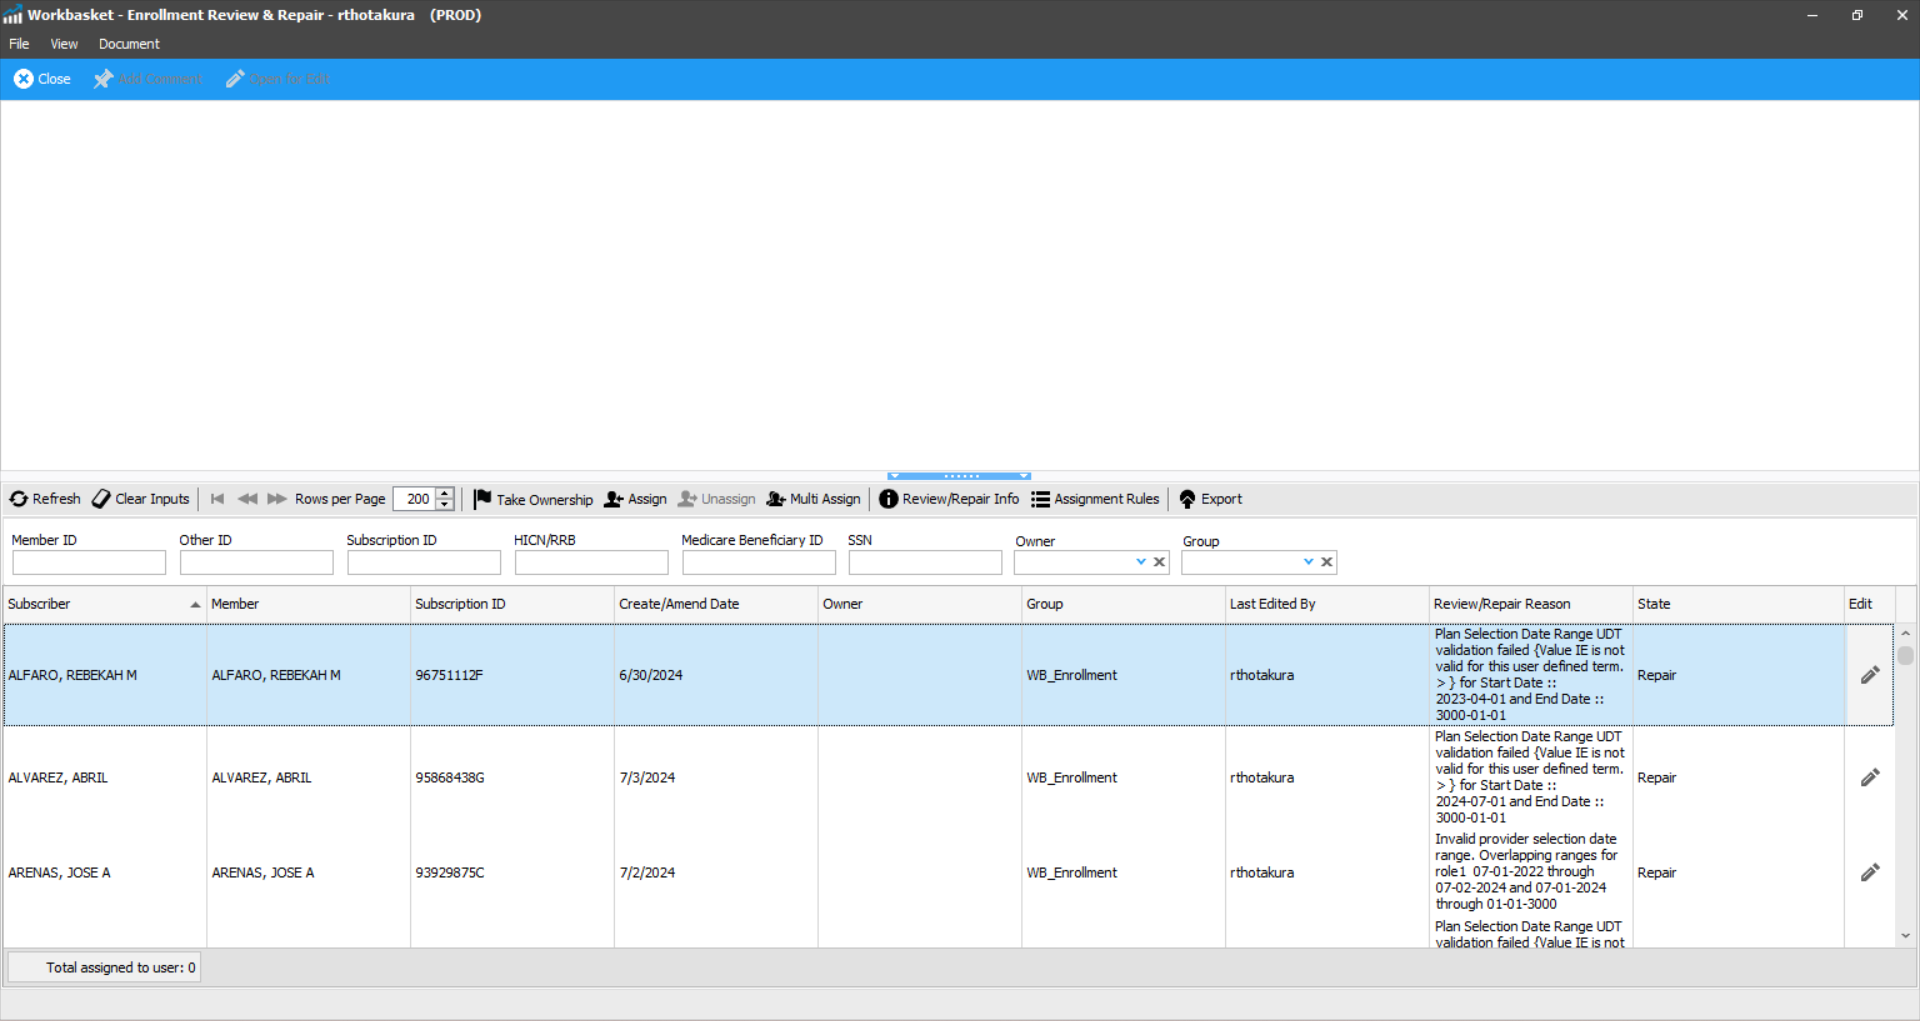 Workbasket - Enrollment Review & Repair - rthotakura (PROD)
File View Document
Close Add Comment Open for Edit
Refresh Clear Inputs Rows per Page 200 Take Ownership Assign Unassign Multi Assign Review/Repair Info Assignment Rules Export
Member ID Other ID Subscription ID HICN/RRB Medicare Beneficiary ID SSN Owner Group
Subscriber Member Subscription ID Create/Amend Date Owner Group Last Edited By Review/Repair Reason State Edit
ALFARO, REBEKAH M ALFARO, REBEKAH M 96751112F 6/30/2024 WB_Enrollment rthotakura
Plan Selection Date Range UDT
validation failed {Value IE is not
valid for this user defined term.
> } for Start Date ::
2023-04-01 and End Date ::
3000-01-01
Repair
ALVAREZ, ABRIL ALVAREZ, ABRIL 95868438G 7/3/2024 WB_Enrollment rthotakura
Plan Selection Date Range UDT
validation failed {Value IE is not
valid for this user defined term.
> } for Start Date ::
2024-07-01 and End Date ::
3000-01-01
Repair
ARENAS, JOSE A ARENAS, JOSE A 93929875C 7/2/2024 WB_Enrollment rthotakura
Invalid provider selection date
range. Overlapping ranges for
role1 07-01-2022 through
07-02-2024 and 07-01-2024
through 01-01-3000
Repair
Plan Selection Date Range UDT
validation failed {Value IE is not
Total assigned to user: 0